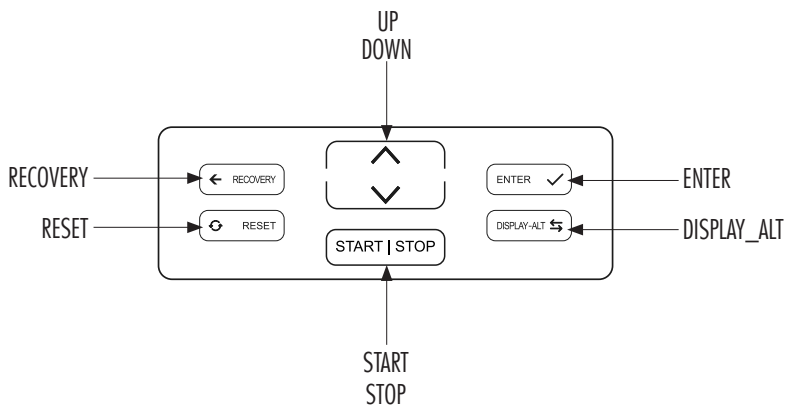 UP
DOWN
RECOVERY
RECOVERY
ENTER
ENTER
RESET
RESET
START | STOP
DISPLAY-ALT
DISPLAY_ALT
START
STOP